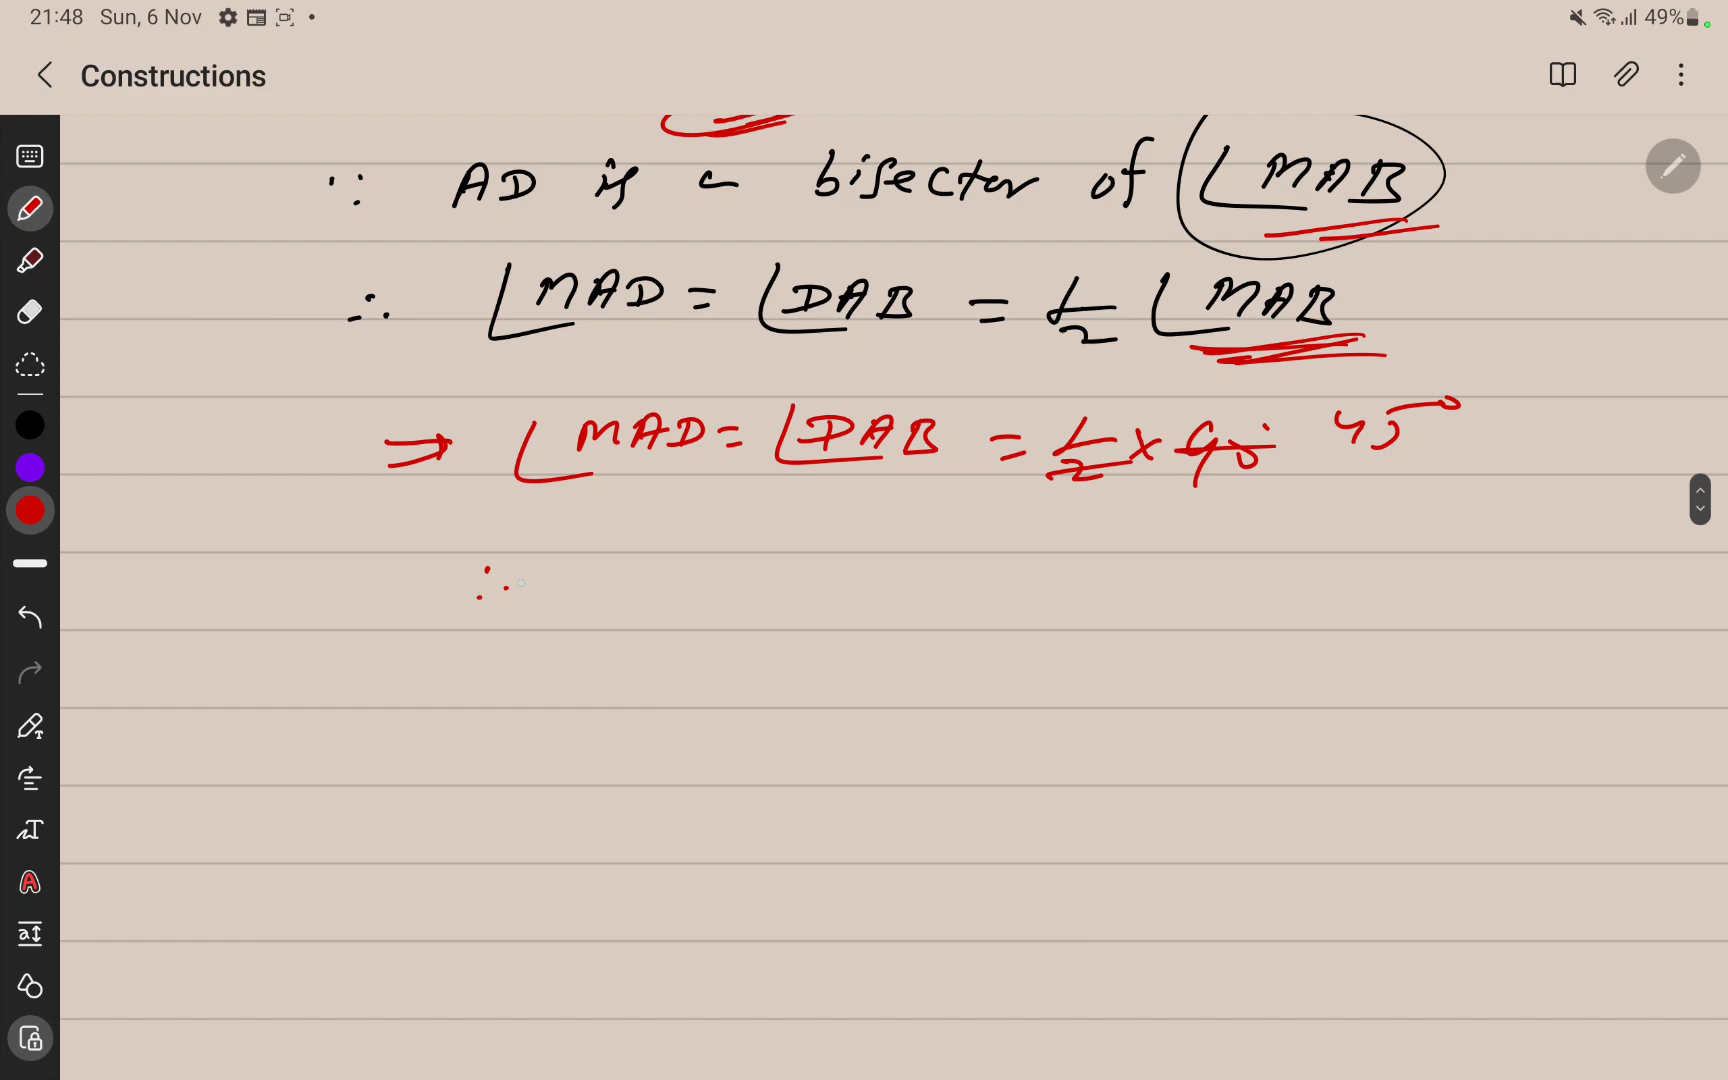 21:48 Sun, 6 Nov 49%
Constructions
∵ AD is a bisector of ∠MAB
∴ ∠MAD = ∠DAB = 1/2 ∠MAB
⇒ ∠MAD = ∠DAB = 1/2 × 90° 45°
∴